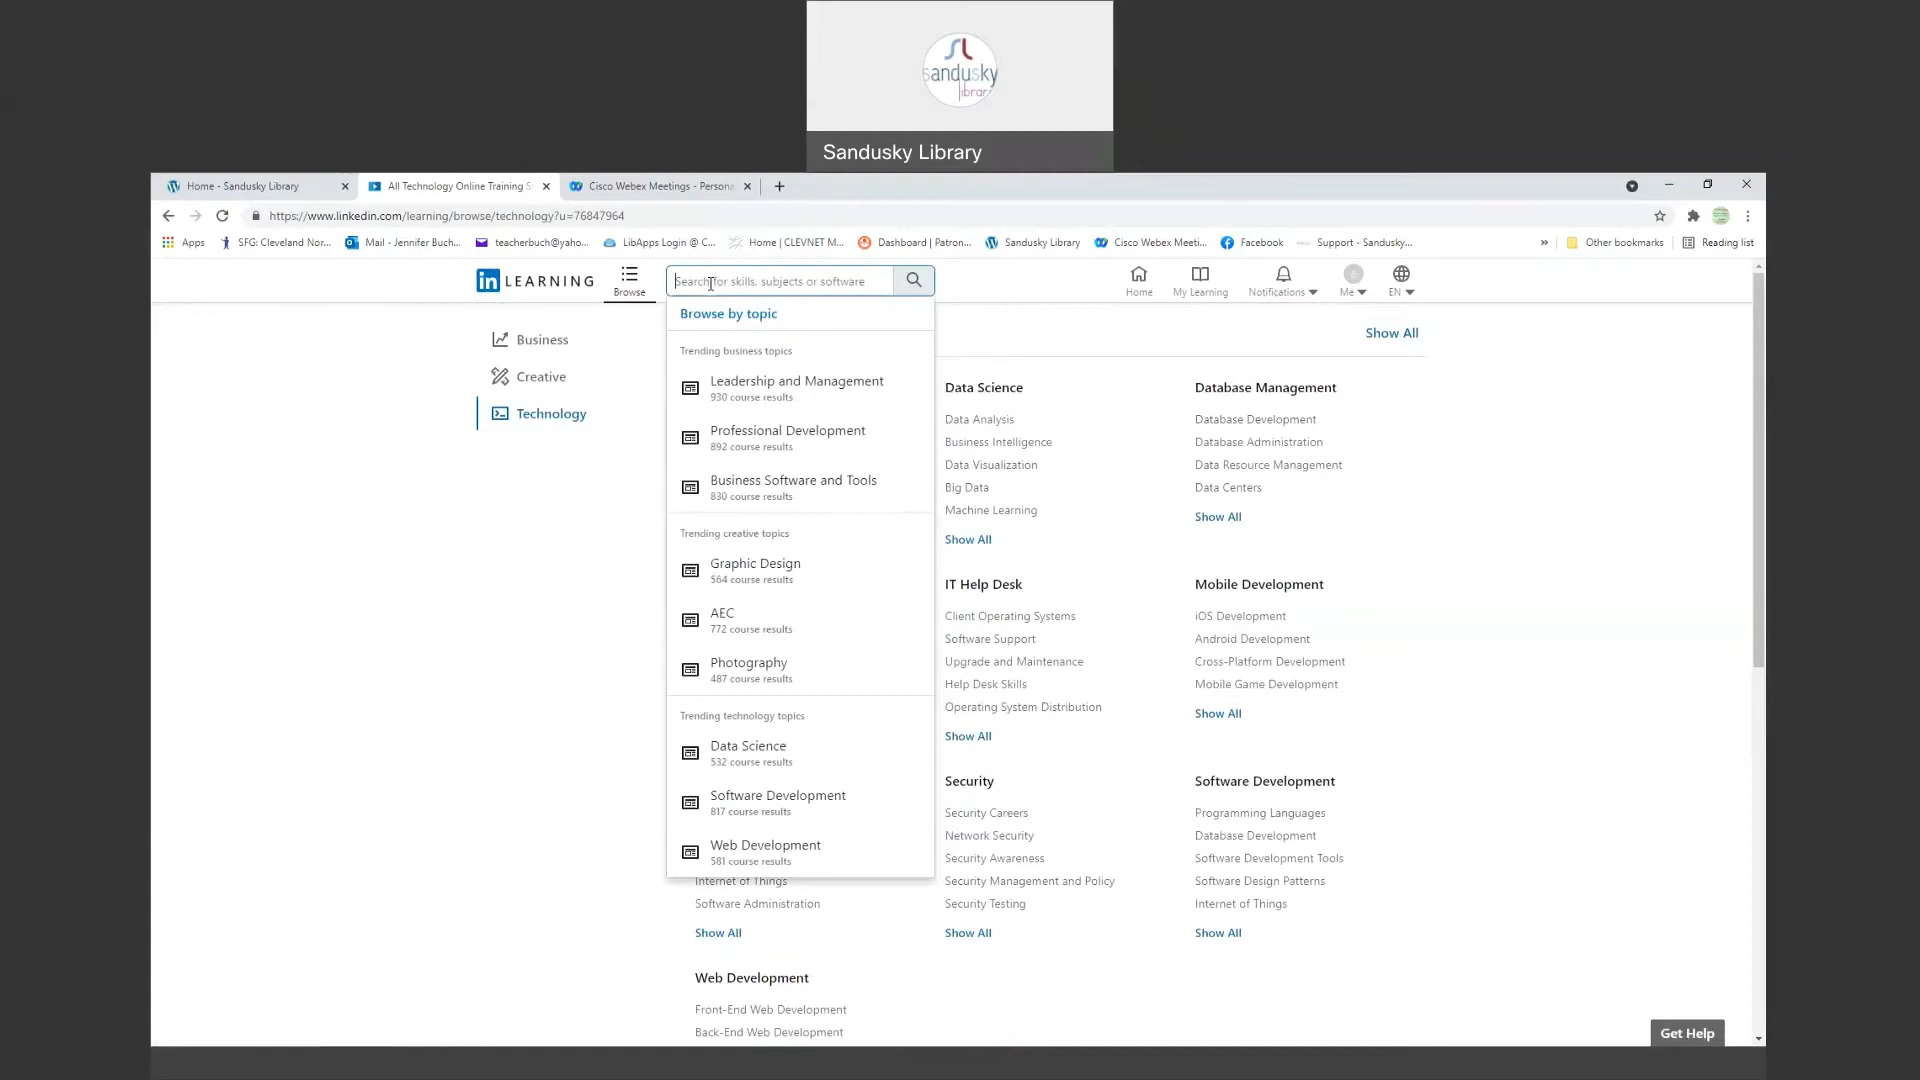 sandusky
library
Sandusky Library
Home - Sandusky Library
All Technology Online Training S
Cisco Webex Meetings - Persona
https://www.linkedin.com/learning/browse/technology?u=76847964
Apps
SFG: Cleveland Nor...
Mail - Jennifer Buch...
teacherbuch@yaho...
LibApps Login @ C...
Home | CLEVNET M...
Dashboard | Patron...
Sandusky Library
Cisco Webex Meeti...
Facebook
Support - Sandusky...
»
Other bookmarks
Reading list
in LEARNING
Browse
Search for skills, subjects or software
Home
My Learning
Notifications
Me
EN
Business
Creative
Technology
Browse by topic
Trending business topics
Leadership and Management
930 course results
Professional Development
892 course results
Business Software and Tools
830 course results
Trending creative topics
Graphic Design
564 course results
AEC
772 course results
Photography
487 course results
Trending technology topics
Data Science
532 course results
Software Development
817 course results
Web Development
581 course results
Internet of Things
Software Administration
Show All
Web Development
Front-End Web Development
Back-End Web Development
Show All
Data Science
Data Analysis
Business Intelligence
Data Visualization
Big Data
Machine Learning
Show All
IT Help Desk
Client Operating Systems
Software Support
Upgrade and Maintenance
Help Desk Skills
Operating System Distribution
Show All
Security
Security Careers
Network Security
Security Awareness
Security Management and Policy
Security Testing
Show All
Database Management
Database Development
Database Administration
Data Resource Management
Data Centers
Show All
Mobile Development
iOS Development
Android Development
Cross-Platform Development
Mobile Game Development
Show All
Software Development
Programming Languages
Database Development
Software Development Tools
Software Design Patterns
Internet of Things
Show All
Get Help